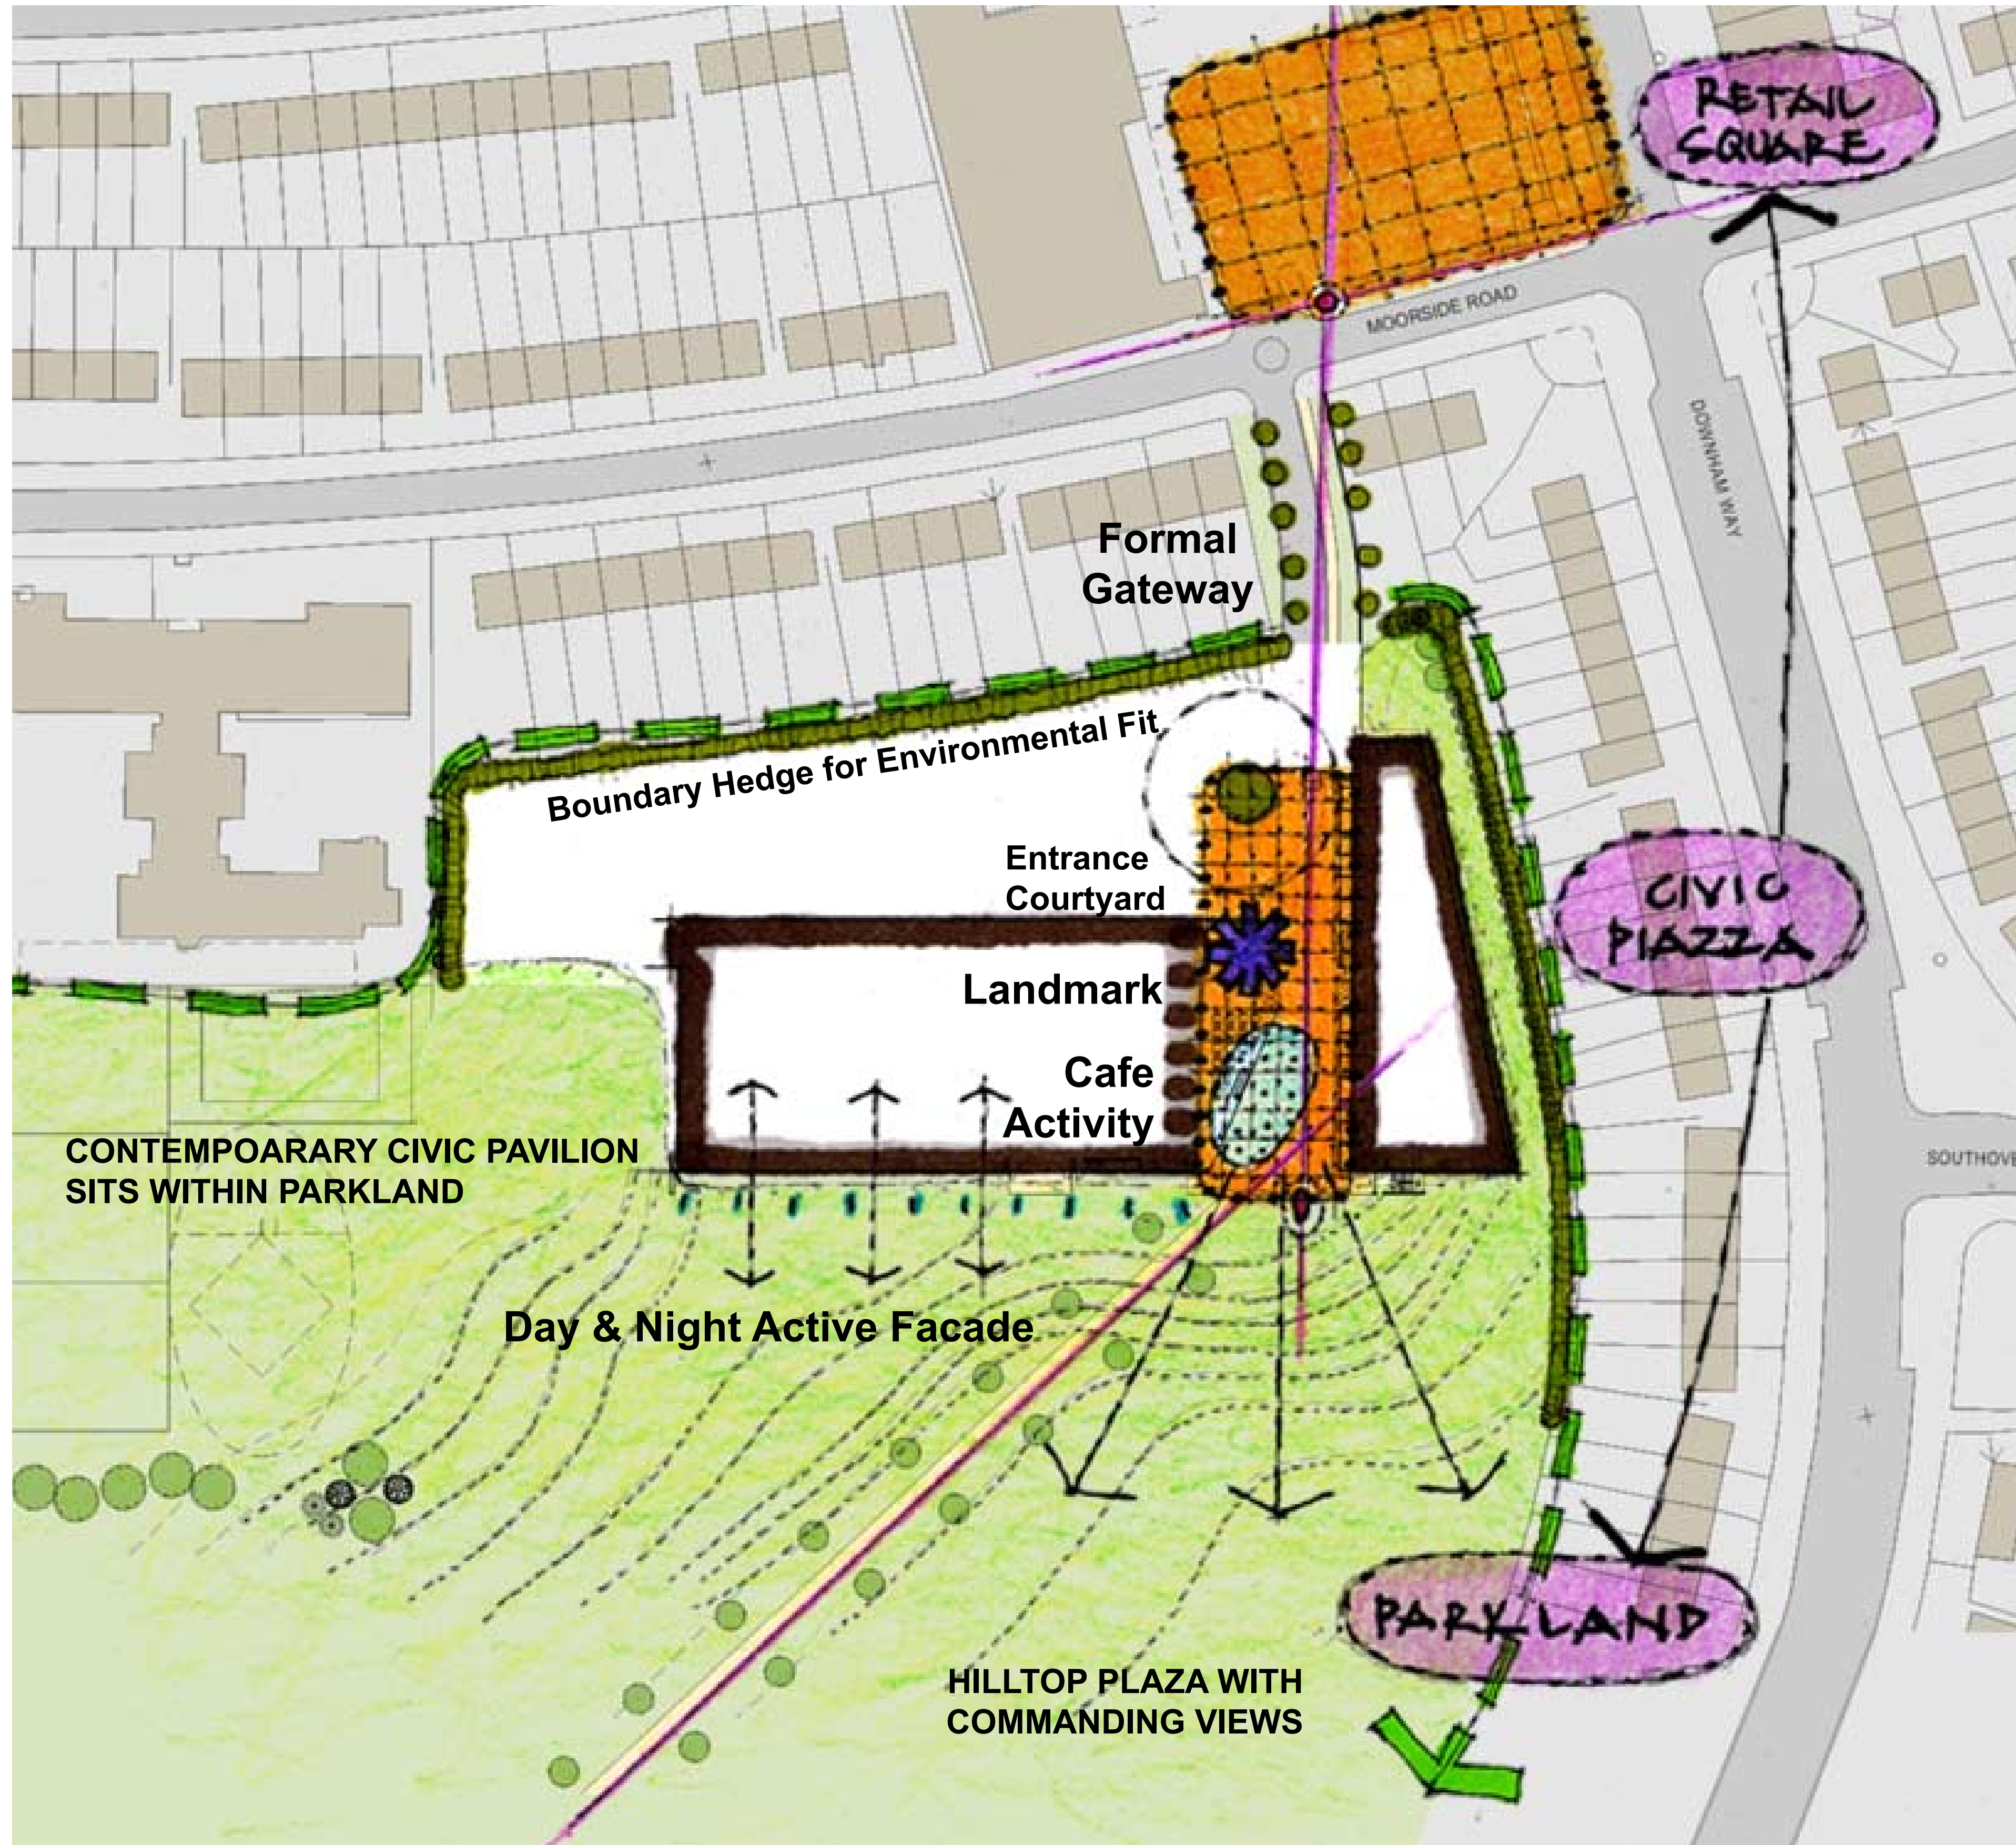 RETAIL
SQUARE
MOORSIDE ROAD
DOWNHAM WAY
Formal
Gateway
Boundary Hedge for Environmental Fit
Entrance
Courtyard
CIVIC
PIAZZA
Landmark
Cafe
Activity
CONTEMPOARARY CIVIC PAVILION
SITS WITHIN PARKLAND
SOUTHOVE
Day & Night Active Facade
PARKLAND
HILLTOP PLAZA WITH
COMMANDING VIEWS